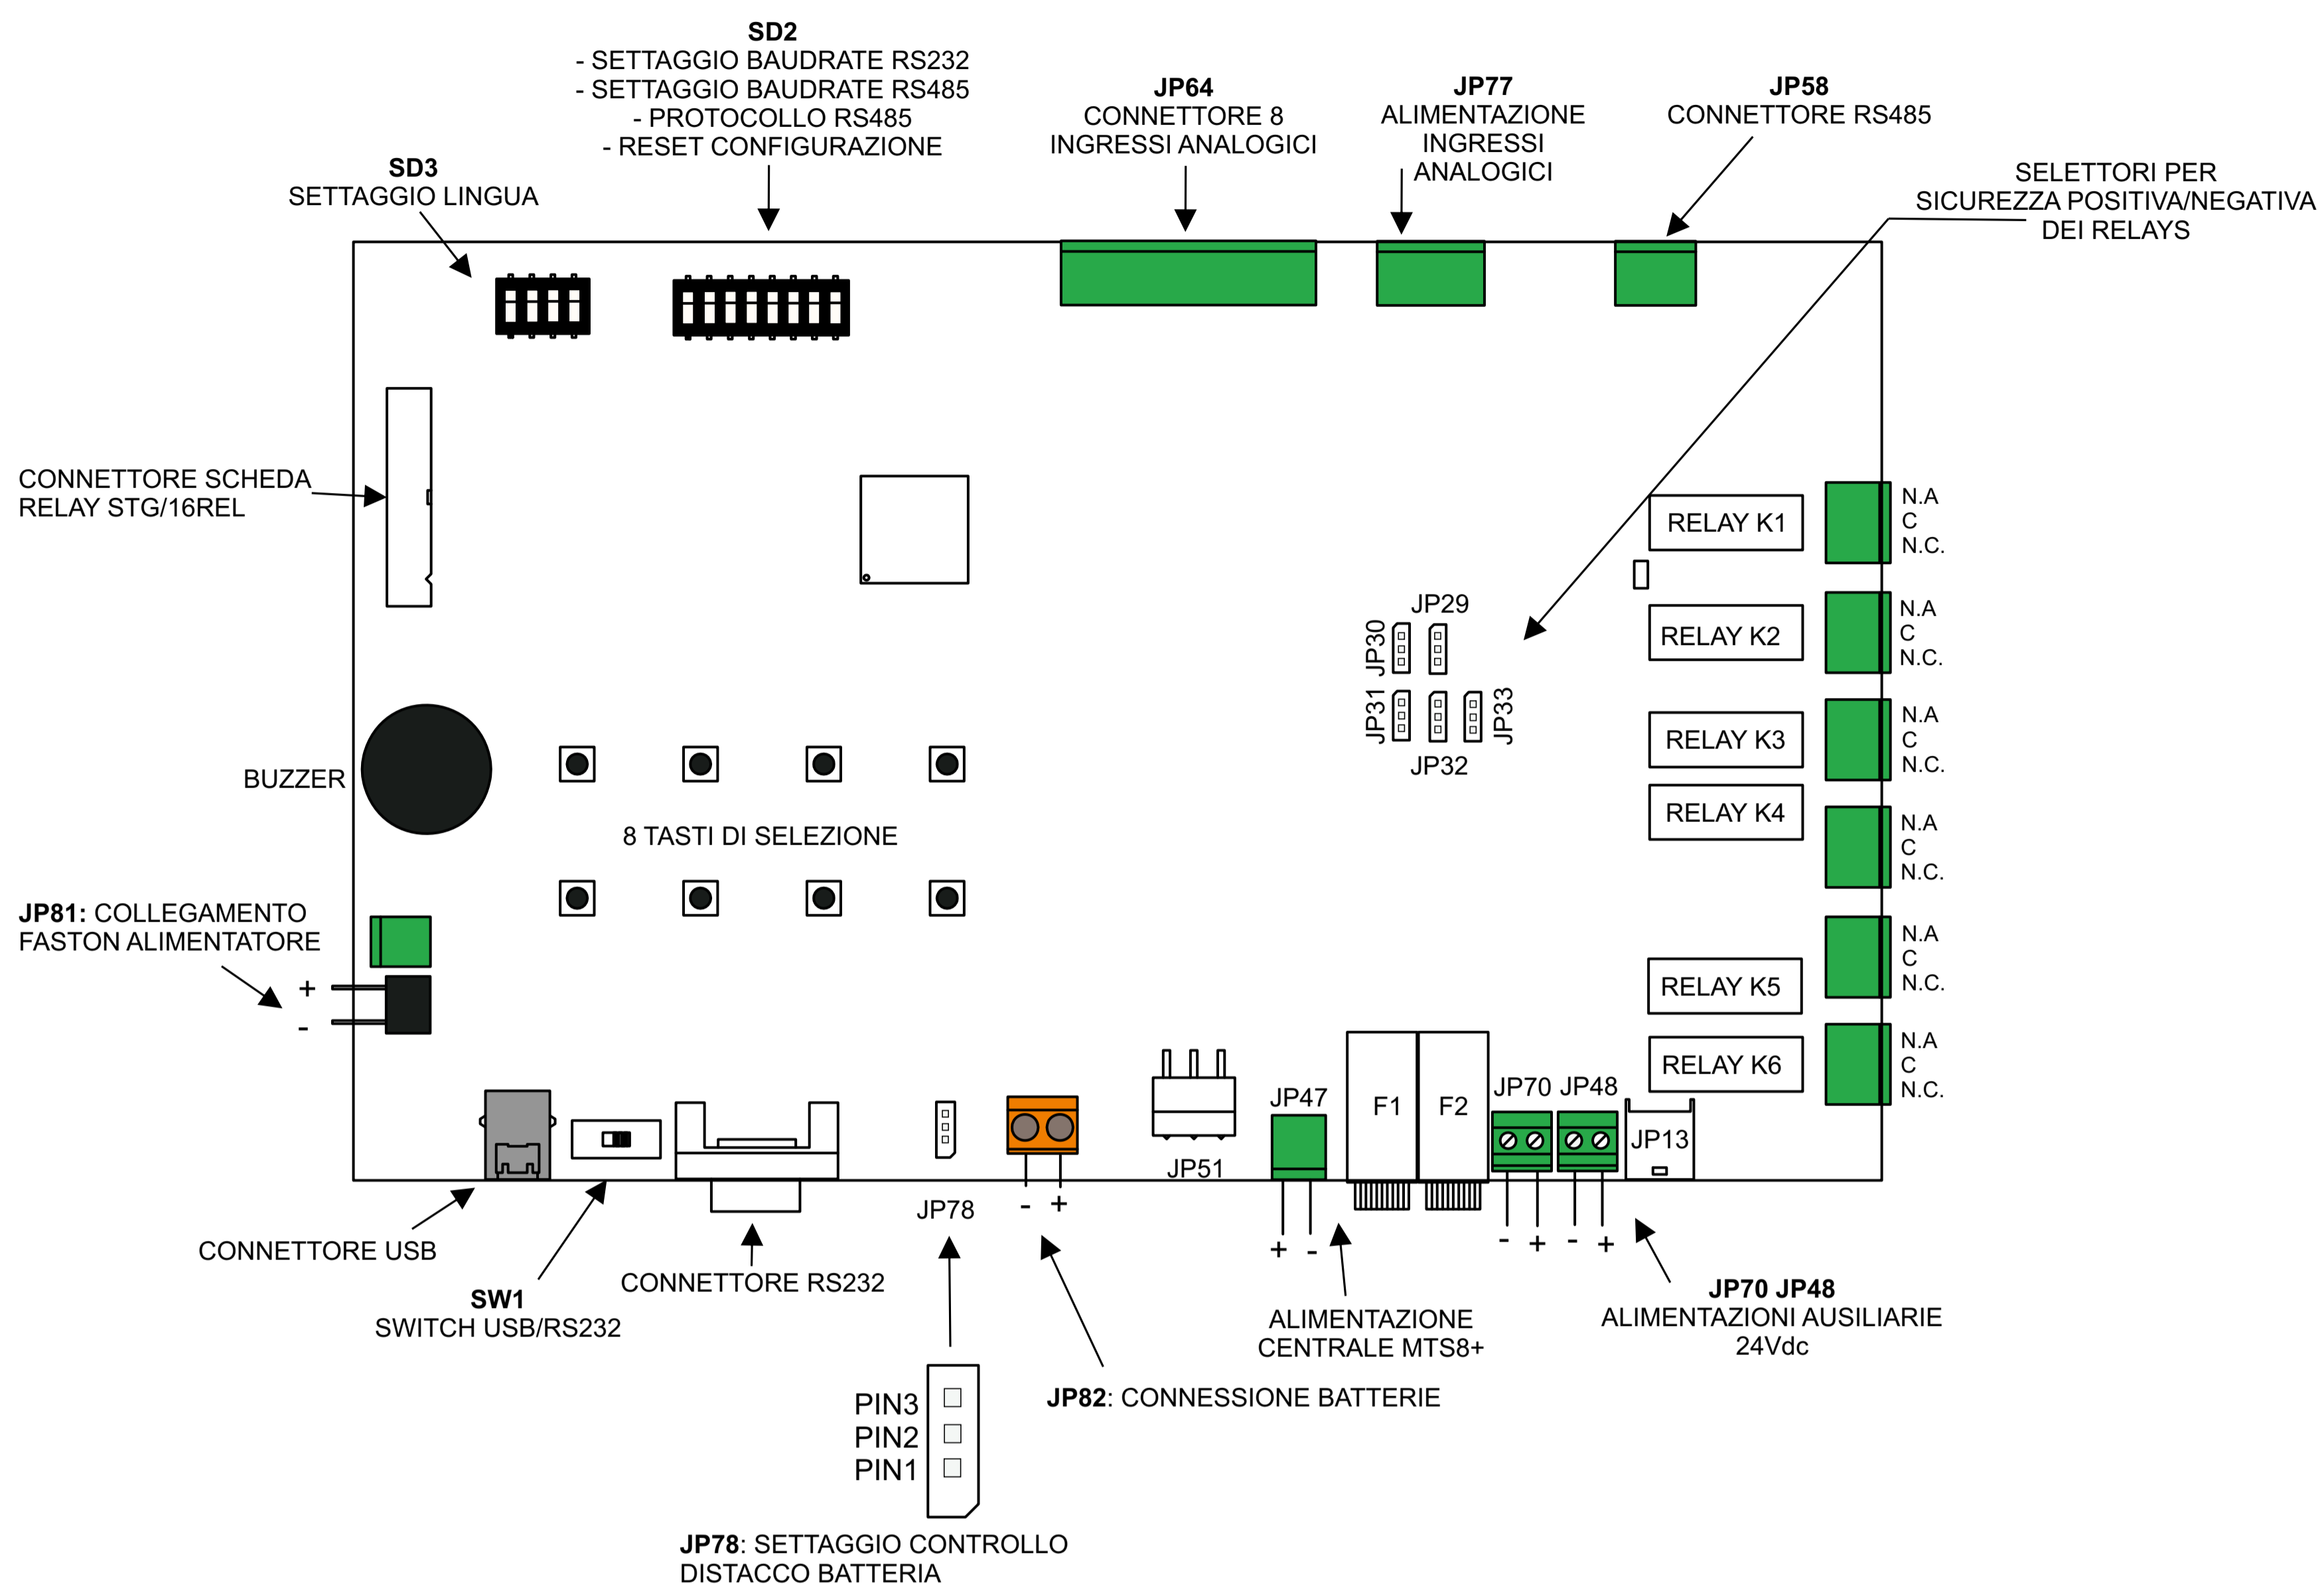 SD2
- SETTAGGIO BAUDRATE RS232
- SETTAGGIO BAUDRATE RS485
- PROTOCOLLO RS485
- RESET CONFIGURAZIONE
SD3
SETTAGGIO LINGUA
JP64
CONNETTORE 8
INGRESSI ANALOGICI
JP77
ALIMENTAZIONE
INGRESSI
ANALOGICI
JP58
CONNETTORE RS485
SELETTORI PER
SICUREZZA POSITIVA/NEGATIVA
DEI RELAYS
CONNETTORE SCHEDA
RELAY STG/16REL
RELAY K1
N.A
C
N.C.
RELAY K2
N.A
C
N.C.
JP29
JP30
JP31
JP33
JP32
RELAY K3
N.A
C
N.C.
RELAY K4
N.A
C
N.C.
BUZZER
8 TASTI DI SELEZIONE
JP81: COLLEGAMENTO
FASTON ALIMENTATORE
+
-
RELAY K5
N.A
C
N.C.
RELAY K6
N.A
C
N.C.
JP47
F1
F2
JP70
JP48
JP13
JP51
JP78
- +
+ -
- + - +
CONNETTORE USB
SW1
SWITCH USB/RS232
CONNETTORE RS232
ALIMENTAZIONE
CENTRALE MTS8+
JP70 JP48
ALIMENTAZIONI AUSILIARIE
24Vdc
JP82: CONNESSIONE BATTERIE
PIN3
PIN2
PIN1
JP78: SETTAGGIO CONTROLLO
DISTACCO BATTERIA